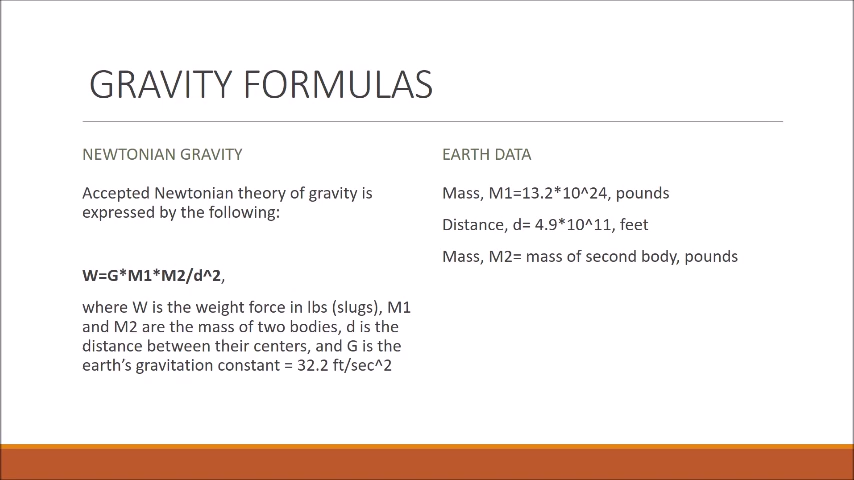 GRAVITY FORMULAS
NEWTONIAN GRAVITY
Accepted Newtonian theory of gravity is
expressed by the following:
W=G*M1*M2/d^2,
where W is the weight force in lbs (slugs), M1
and M2 are the mass of two bodies, d is the
distance between their centers, and G is the
earth's gravitation constant = 32.2 ft/sec^2
EARTH DATA
Mass, M1=13.2*10^24, pounds
Distance, d= 4.9*10^11, feet
Mass, M2= mass of second body, pounds